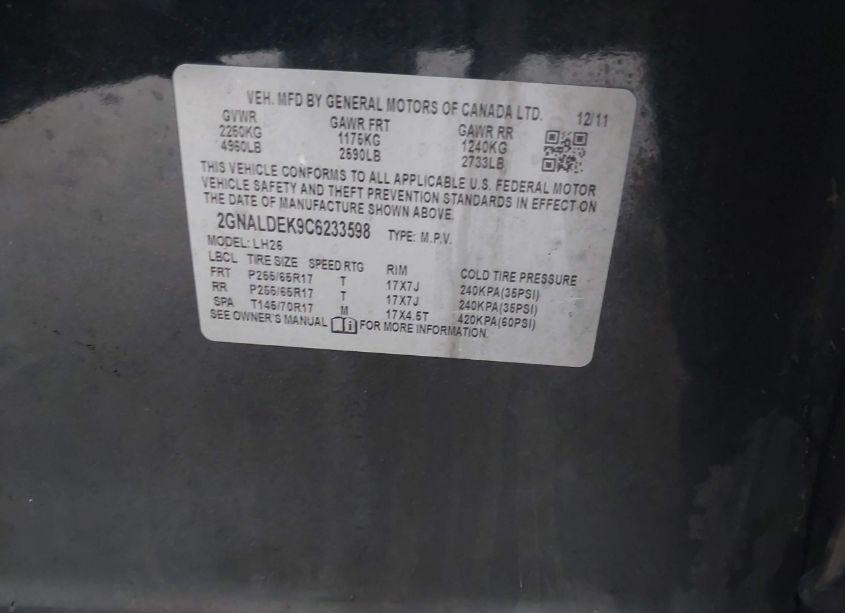 VEH. MFD BY GENERAL MOTORS OF CANADA LTD. 12/11
GVWR GAWR FRT GAWR RR
2250KG 1175KG 1240KG
4960LB 2590LB 2733LB
THIS VEHICLE CONFORMS TO ALL APPLICABLE U.S. FEDERAL MOTOR
VEHICLE SAFETY AND THEFT PREVENTION STANDARDS IN EFFECT ON
THE DATE OF MANUFACTURE SHOWN ABOVE.
2GNALDEK9C6233598 TYPE: M.P.V.
MODEL: LH26
LBCL TIRE SIZE SPEED RTG RIM COLD TIRE PRESSURE
FRT P255/65R17 T 17X7J 240KPA(35PSI)
RR P255/65R17 T 17X7J 240KPA(35PSI)
SPA T145/70R17 M 17X4.5T 420KPA(60PSI)
SEE OWNER'S MANUAL FOR MORE INFORMATION.